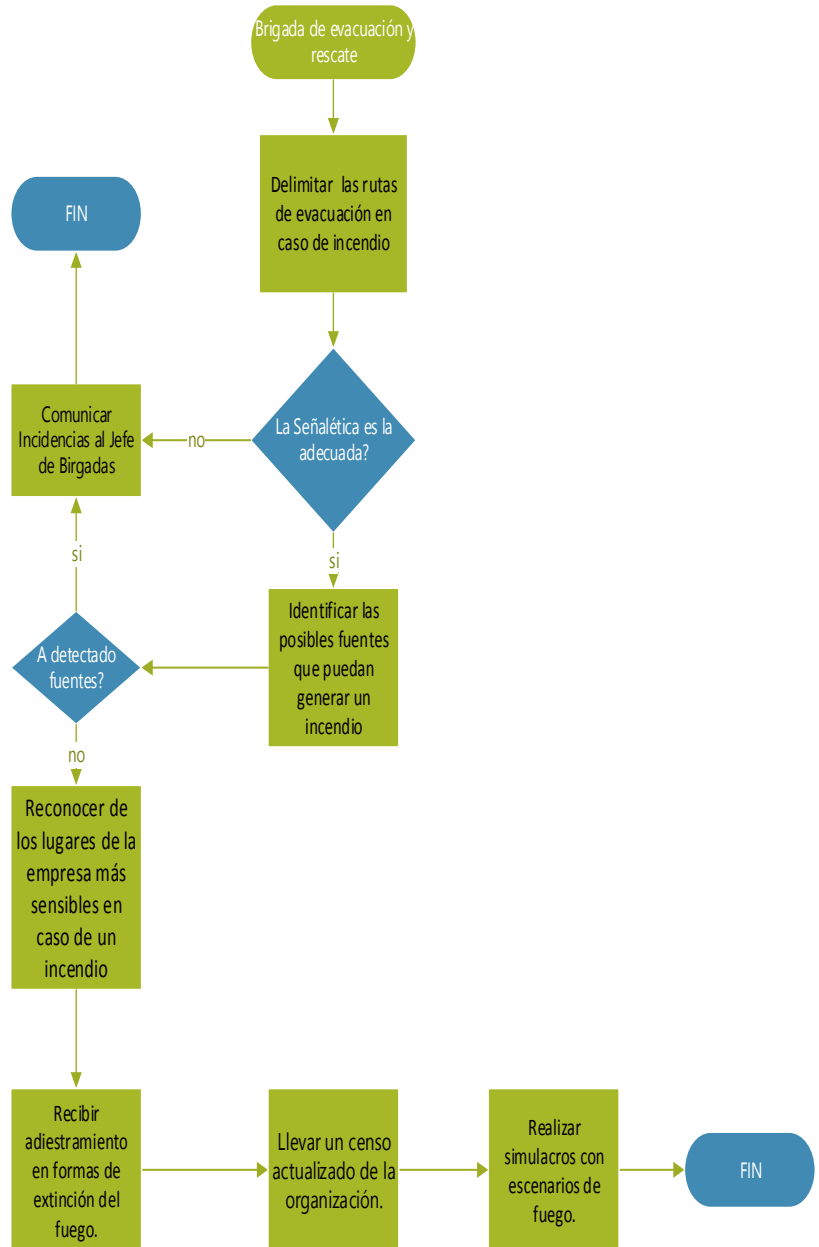 Brigada de evacuación y
rescate
Delimitar las rutas
de evacuación en
caso de incendio
FIN
Comunicar
Incidencias al Jefe
de Birgadas
no
La Señalética es la
adecuada?
si
si
Identificar las
posibles fuentes
que puedan
generar un
incendio
A detectado
fuentes?
no
Reconocer de
los lugares de la
empresa más
sensibles en
caso de un
incendio
Recibir
adiestramiento
en formas de
extinción del
fuego.
Llevar un censo
actualizado de la
organización.
Realizar
simulacros con
escenarios de
fuego.
FIN